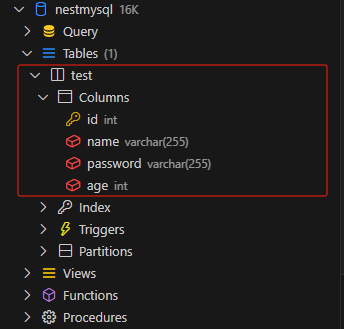 nestmysql 16K
Query
Tables (1)
test
Columns
id int
name varchar(255)
password varchar(255)
age int
Index
Triggers
Partitions
Views
Functions
Procedures